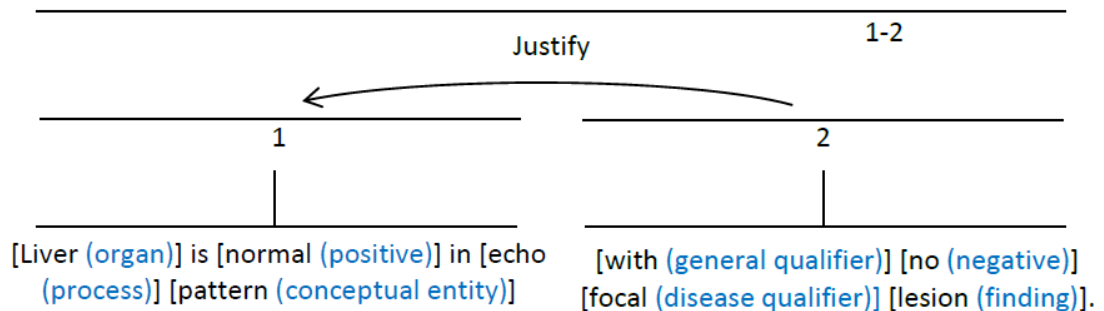 1-2
Justify
1
2
[Liver (organ)] is [normal (positive)] in [echo
(process)] [pattern (conceptual entity)]
[with (general qualifier)] [no (negative)]
[focal (disease qualifier)] [lesion (finding)].